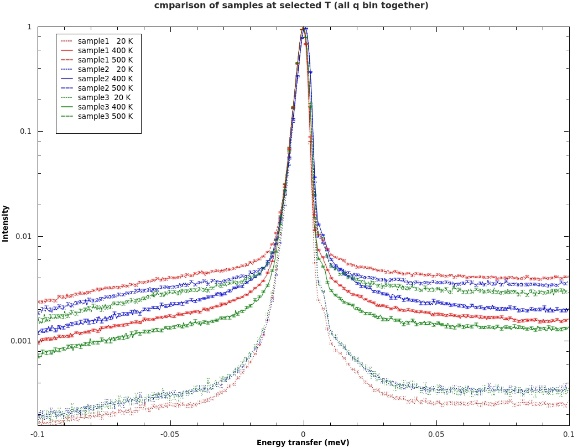 cmparison of samples at selected T (all q bin together)
1
0.1
0.01
0.001
Intensity
sample1 20 K
sample1 400 K
sample1 500 K
sample2 20 K
sample2 400 K
sample2 500 K
sample3 20 K
sample3 400 K
sample3 500 K
-0.1
-0.05
0
0.05
0.1
Energy transfer (meV)